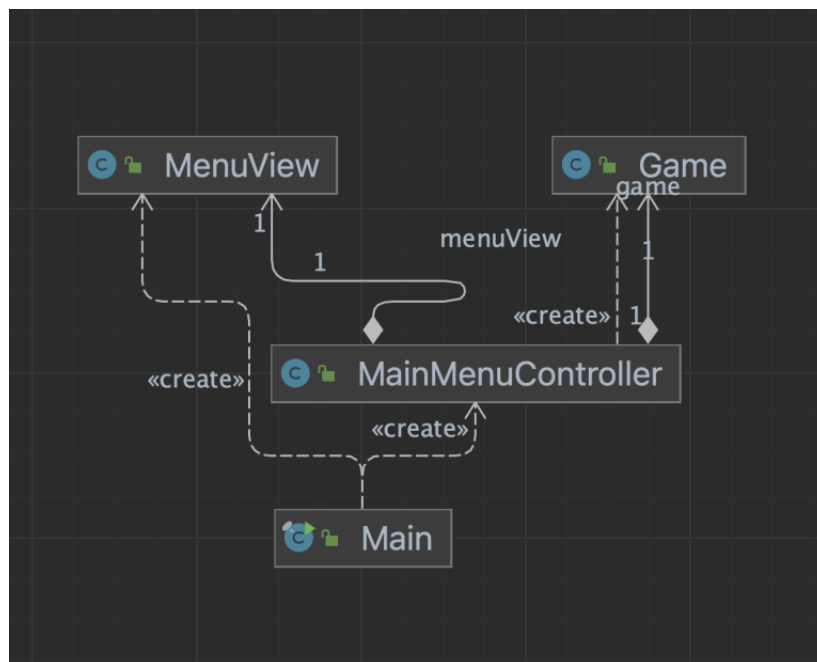 C MenuView
C Game
game
1
menuView
1
1
«create»
1
C MainMenuController
«create»
«create»
C Main